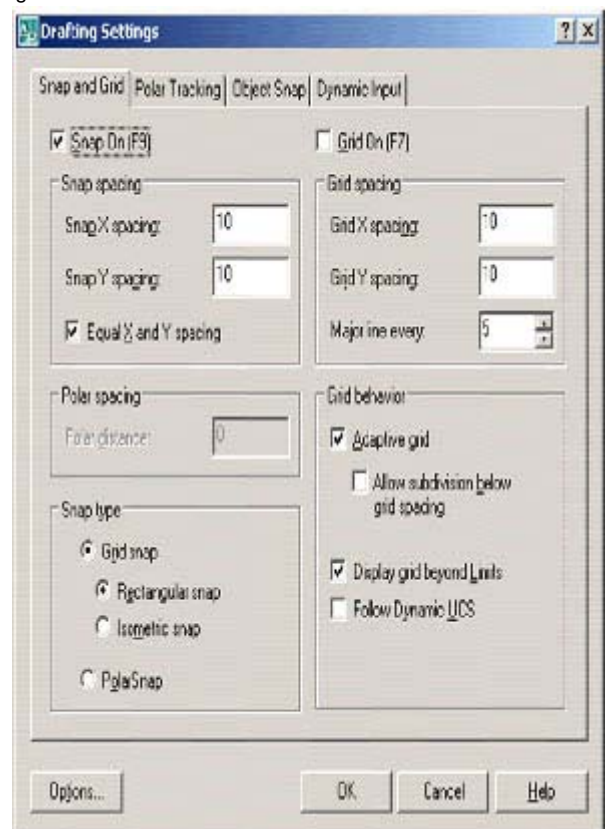 Drafting Settings
Snap and Grid Polar Tracking Object Snap Dynamic Input
Snap On (F9)
Grid On (F7)
Snap spacing
Snap X spacing: 10
Snap Y spacing: 10
Equal X and Y spacing
Grid spacing
Grid X spacing: 10
Grid Y spacing: 10
Major line every: 5
Polar spacing
Polar distance: 0
Grid behavior
Adaptive grid
Allow subdivision below
grid spacing
Display grid beyond Limits
Follow Dynamic UCS
Snap type
Grid snap
Rectangular snap
Isometric snap
PolarSnap
Options... OK Cancel Help